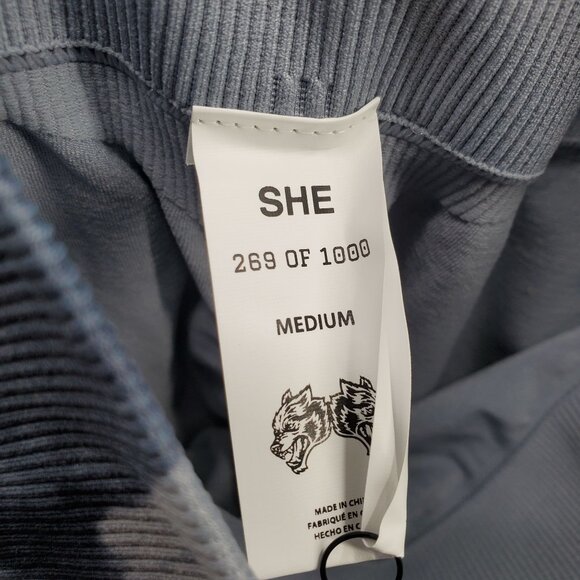 SHE
269 OF 1000
MEDIUM
MADE IN
FABRIQUÉ EN
HECHO EN